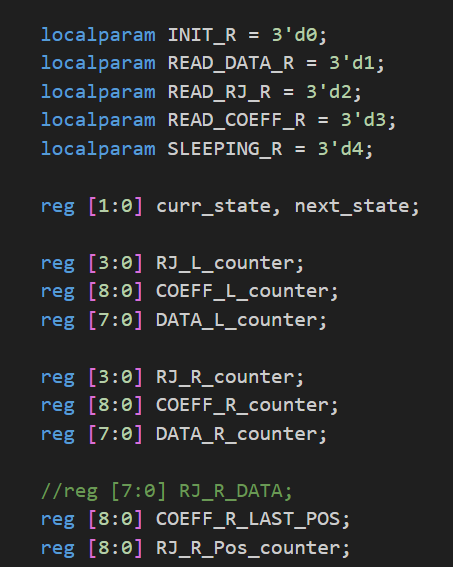 localparam INIT_R = 3'd0;
localparam READ_DATA_R = 3'd1;
localparam READ_RJ_R = 3'd2;
localparam READ_COEFF_R = 3'd3;
localparam SLEEPING_R = 3'd4;
reg [1:0] curr_state, next_state;
reg [3:0] RJ_L_counter;
reg [8:0] COEFF_L_counter;
reg [7:0] DATA_L_counter;
reg [3:0] RJ_R_counter;
reg [8:0] COEFF_R_counter;
reg [7:0] DATA_R_counter;
//reg [7:0] RJ_R_DATA;
reg [8:0] COEFF_R_LAST_POS;
reg [8:0] RJ_R_Pos_counter;